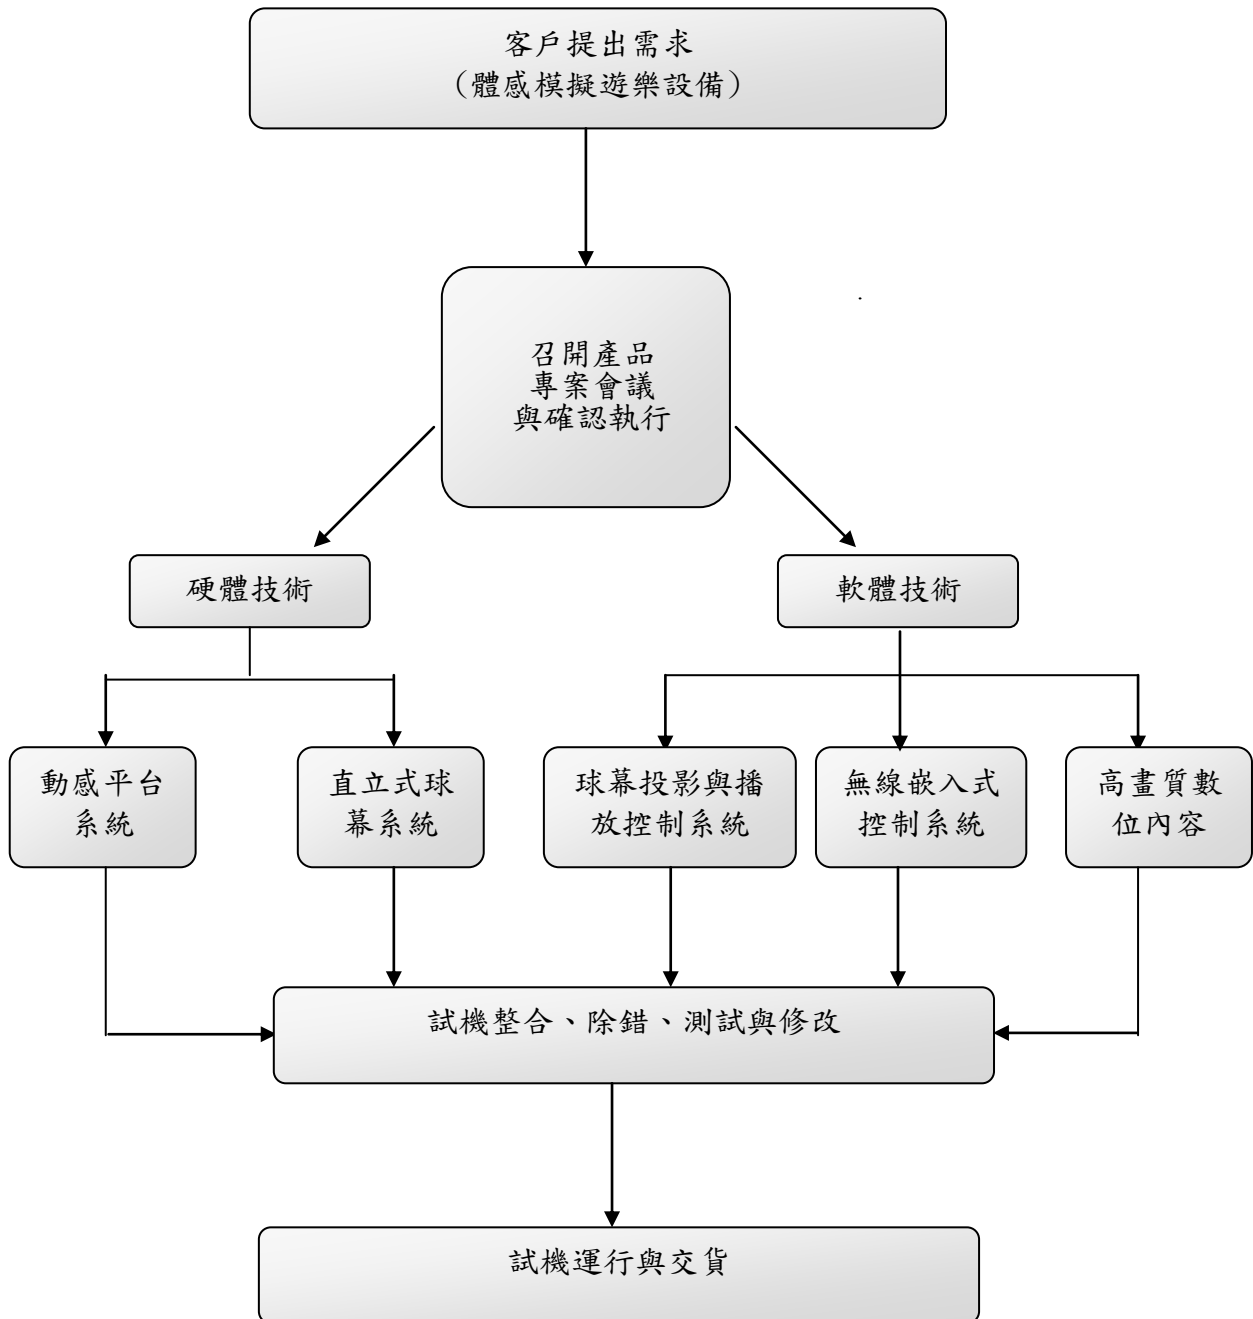 客戶提出需求
（體感模擬遊樂設備）
召開產品
專案會議
與確認執行
硬體技術
軟體技術
動感平台
系統
直立式球
幕系統
球幕投影與播
放控制系統
無線嵌入式
控制系統
高畫質數
位內容
試機整合、除錯、測試與修改
試機運行與交貨